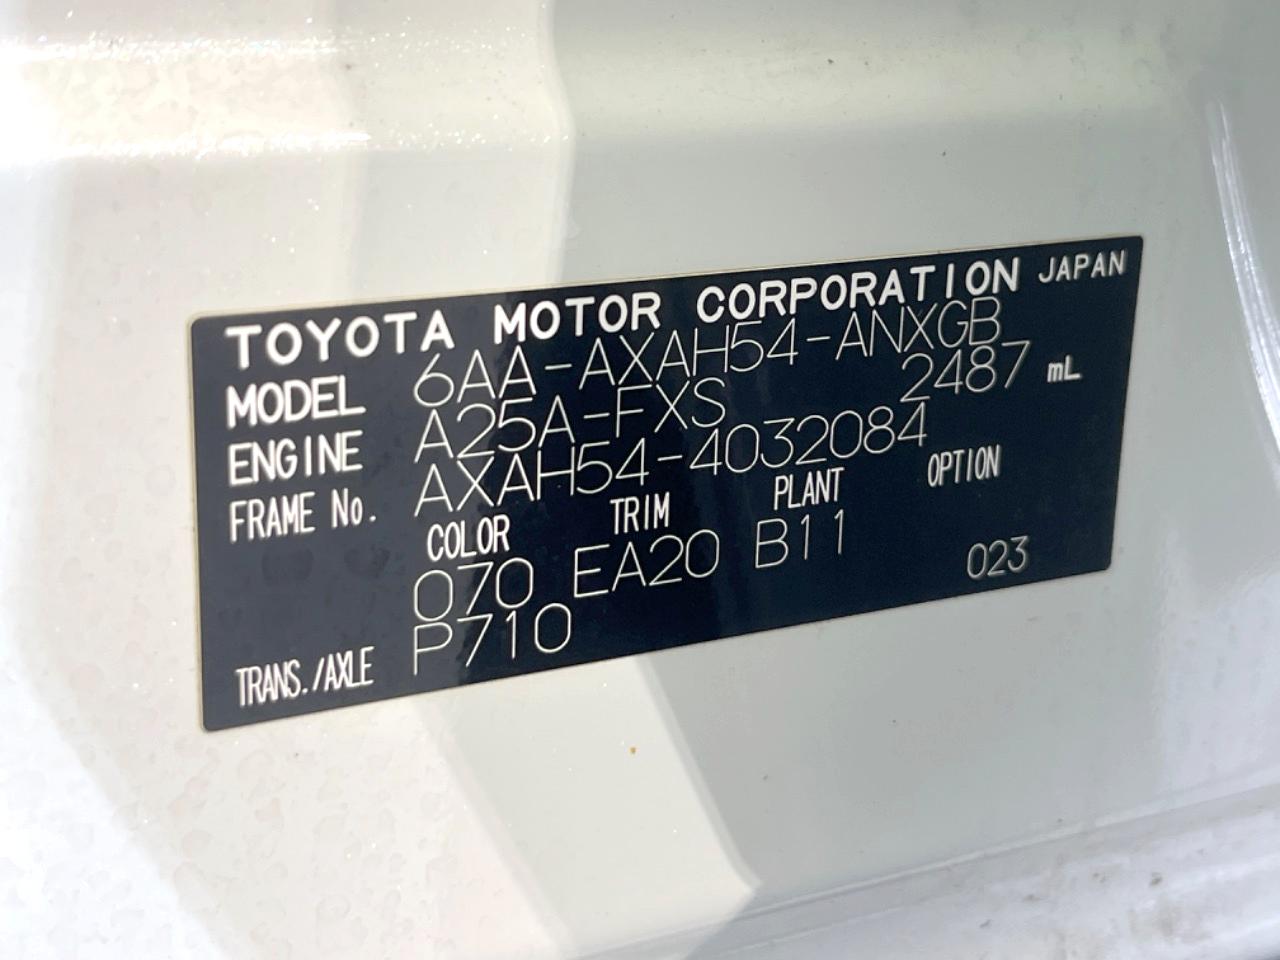 TOYOTA MOTOR CORPORATION JAPAN
MODEL 6AA-AXAH54-ANXGB
ENGINE A25A-FXS 2487 mL
FRAME No. AXAH54-4032084
COLOR TRIM PLANT OPTION
070 EA20 B11 023
TRANS./AXLE P710